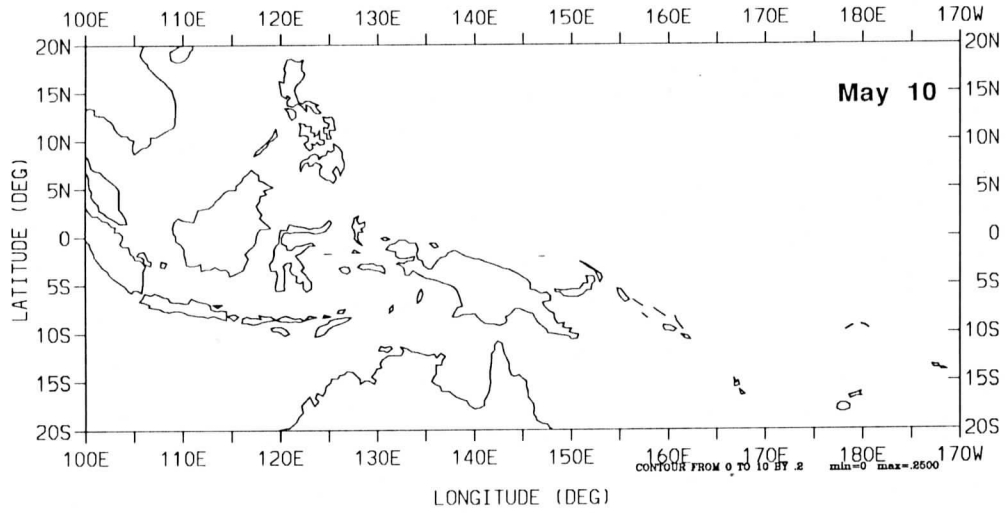 100E 110E 120E 130E 140E 150E 160E 170E 180E 170W
20N 20N
May 10
15N 15N
10N 10N
5N 5N
0 0
5S 5S
10S 10S
15S 15S
20S 20S
LATITUDE (DEG)
100E 110E 120E 130E 140E 150E 160E 170E 180E 170W
CONTOUR FROM 0 TO 10 BY .2 min=0 max=.2500
LONGITUDE (DEG)